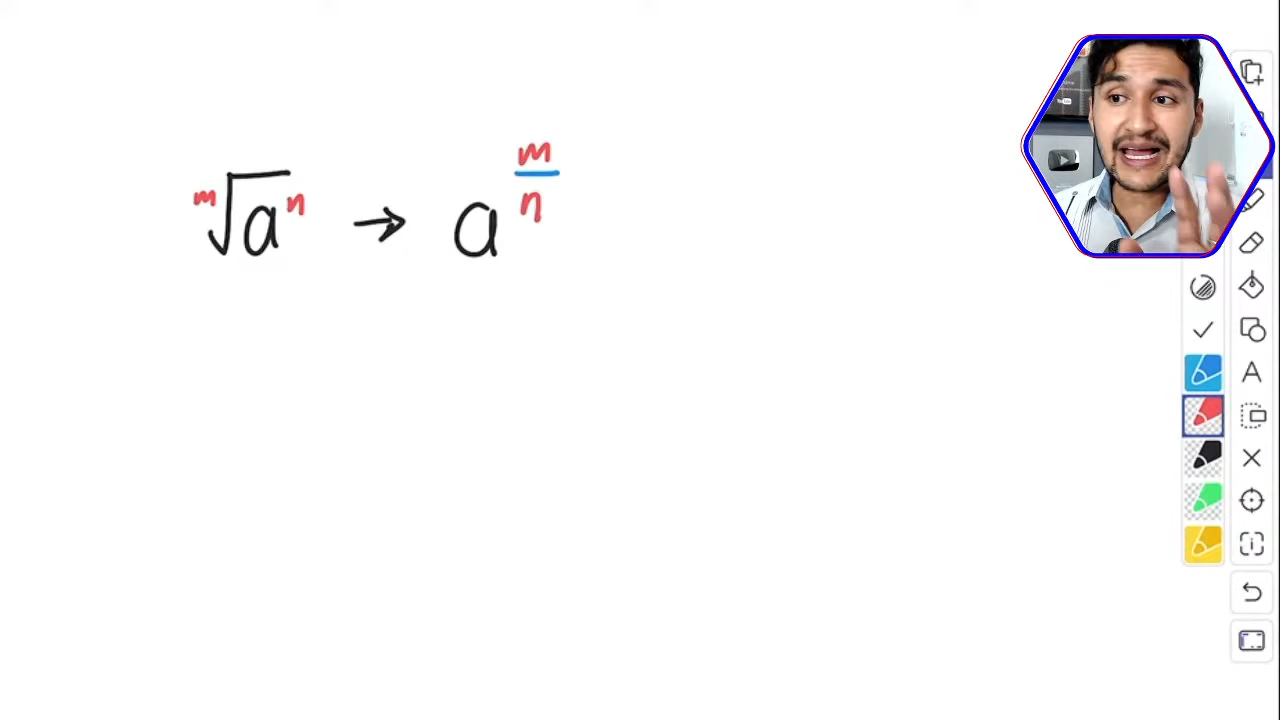 ᵐ√aⁿ → a^(m/n)
A